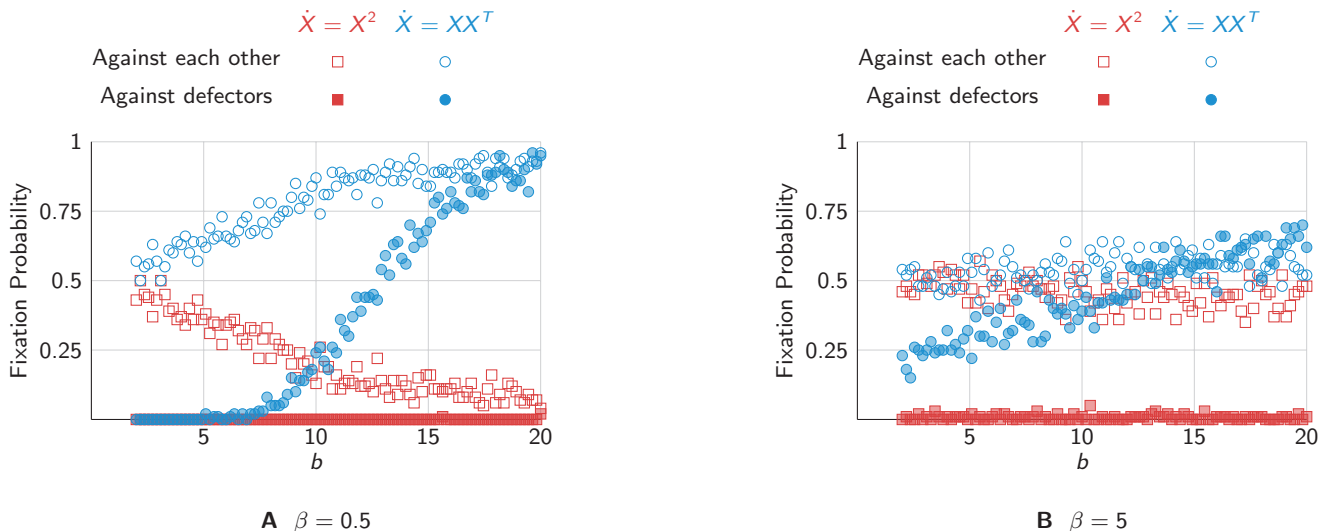 Ẋ = X² Ẋ = XXᵀ
Against each other
Against defectors
1
0.75
0.5
0.25
Fixation Probability
5 10 15 20
b
A β = 0.5
Ẋ = X² Ẋ = XXᵀ
Against each other
Against defectors
1
0.75
0.5
0.25
Fixation Probability
5 10 15 20
b
B β = 5